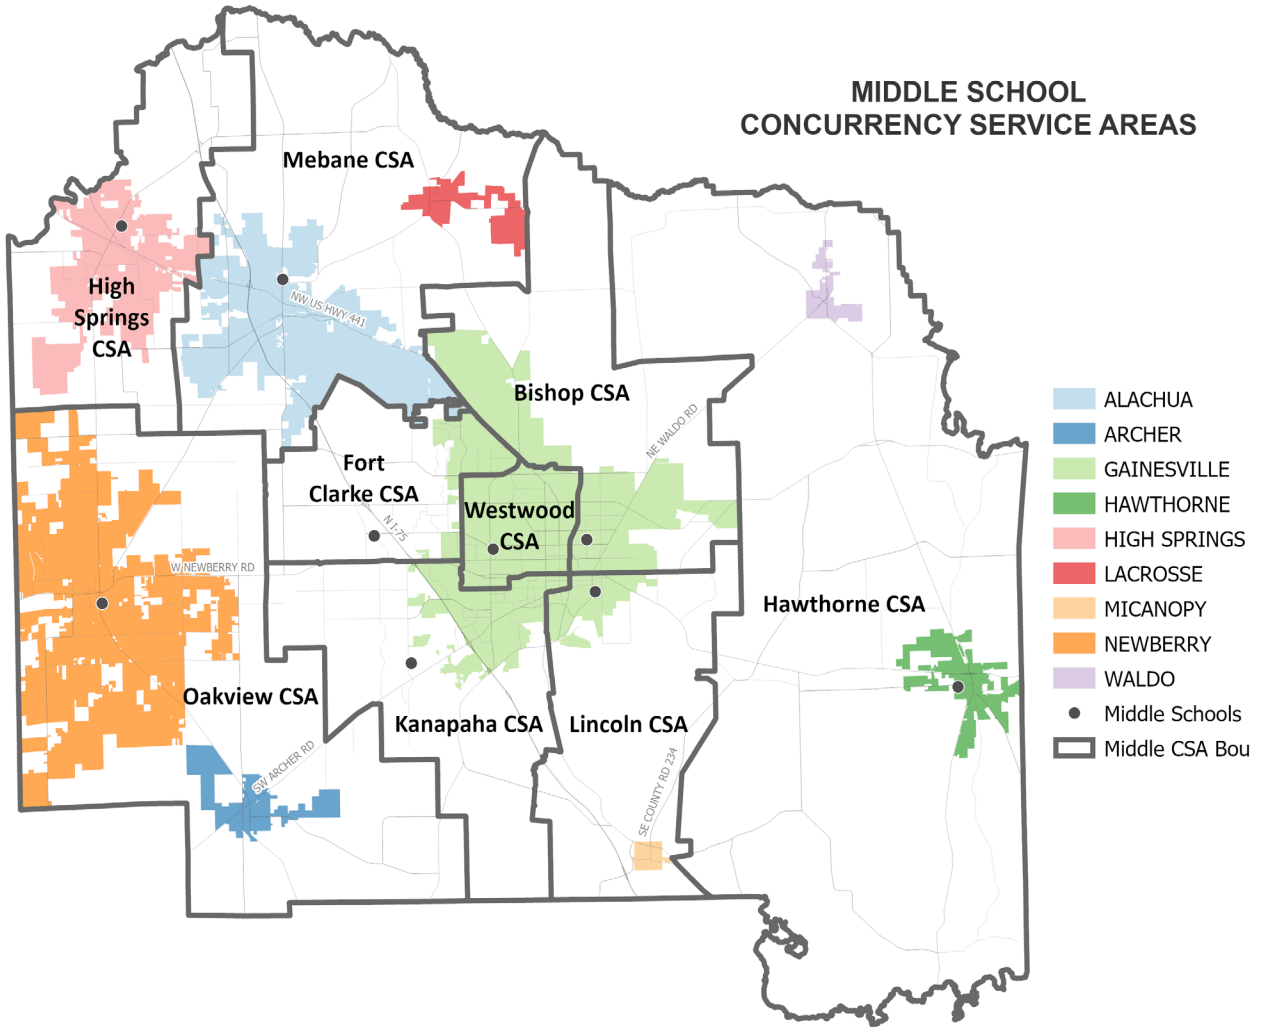 MIDDLE SCHOOL
CONCURRENCY SERVICE AREAS
Mebane CSA
High
Springs
CSA
NW US HWY 441
Bishop CSA
NE WALDO RD
Fort
Clarke CSA
N I-75
Westwood
CSA
W NEWBERRY RD
Hawthorne CSA
Oakview CSA
Kanapaha CSA
Lincoln CSA
SW ARCHER RD
SE COUNTY RD 234
ALACHUA
ARCHER
GAINESVILLE
HAWTHORNE
HIGH SPRINGS
LACROSSE
MICANOPY
NEWBERRY
WALDO
Middle Schools
Middle CSA Bou